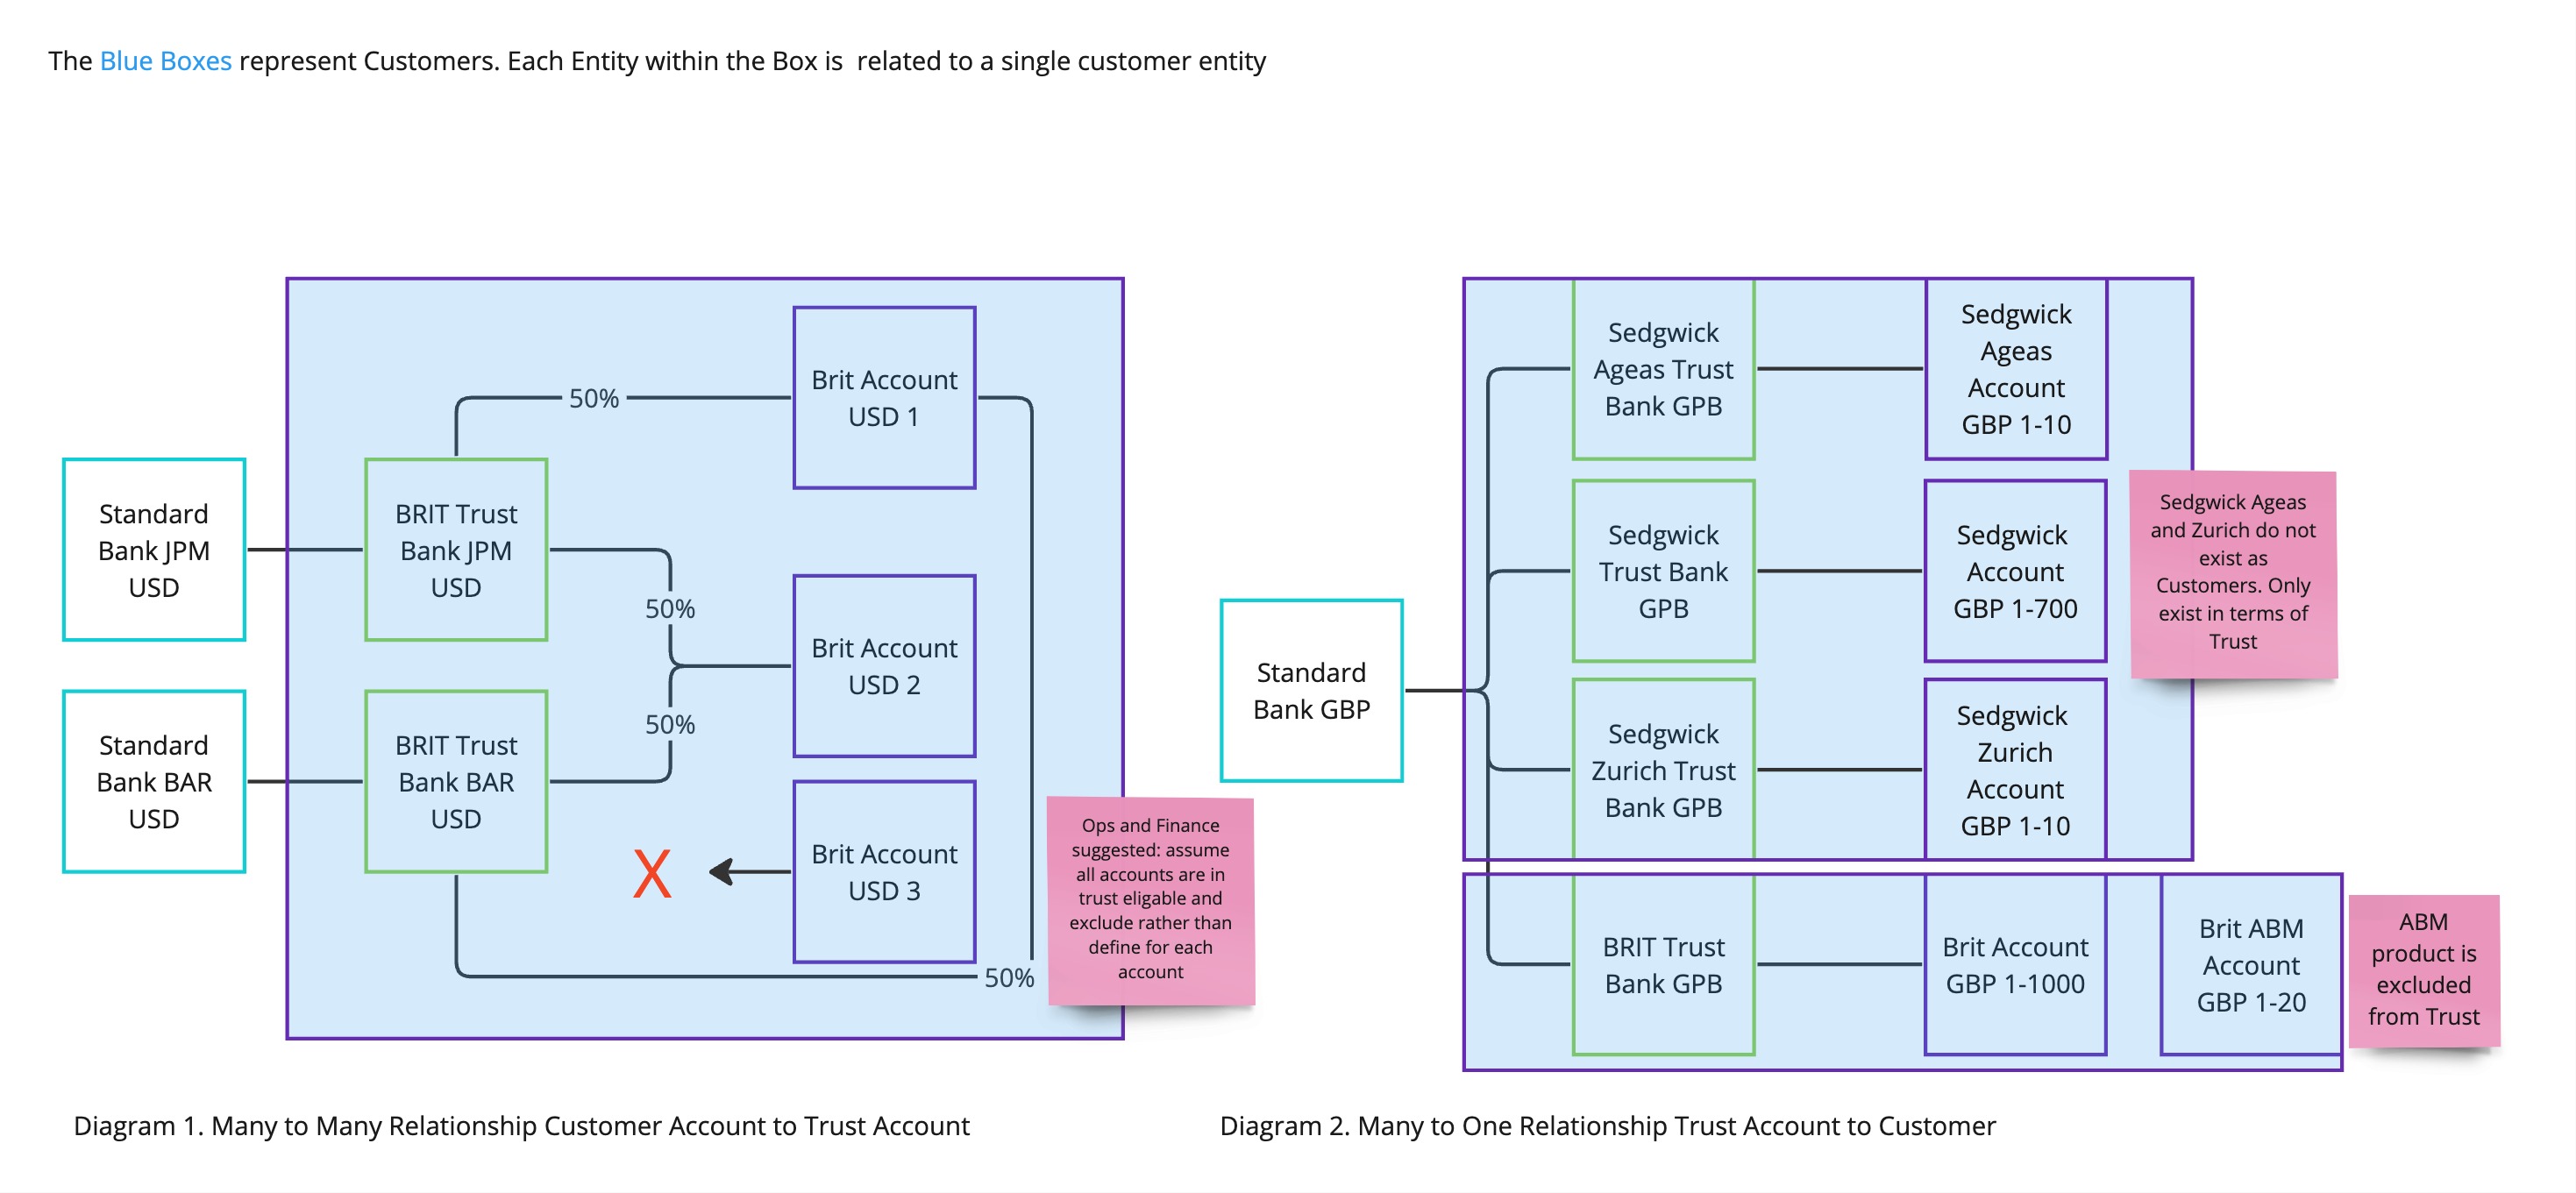 The Blue Boxes represent Customers. Each Entity within the Box is  related to a single customer entity
Standard
Bank JPM
USD
Standard
Bank BAR
USD
BRIT Trust
Bank JPM
USD
BRIT Trust
Bank BAR
USD
50%
50%
50%
50%
Brit Account
USD 1
Brit Account
USD 2
Brit Account
USD 3
X
Ops and Finance
suggested: assume
all accounts are in
trust eligable and
exclude rather than
define for each
account
Diagram 1. Many to Many Relationship Customer Account to Trust Account
Standard
Bank GBP
Sedgwick
Ageas Trust
Bank GPB
Sedgwick
Ageas
Account
GBP 1-10
Sedgwick
Trust Bank
GPB
Sedgwick
Account
GBP 1-700
Sedgwick
Zurich Trust
Bank GPB
Sedgwick
Zurich
Account
GBP 1-10
Sedgwick Ageas
and Zurich do not
exist as
Customers. Only
exist in terms of
Trust
BRIT Trust
Bank GPB
Brit Account
GBP 1-1000
Brit ABM
Account
GBP 1-20
ABM
product is
excluded
from Trust
Diagram 2. Many to One Relationship Trust Account to Customer